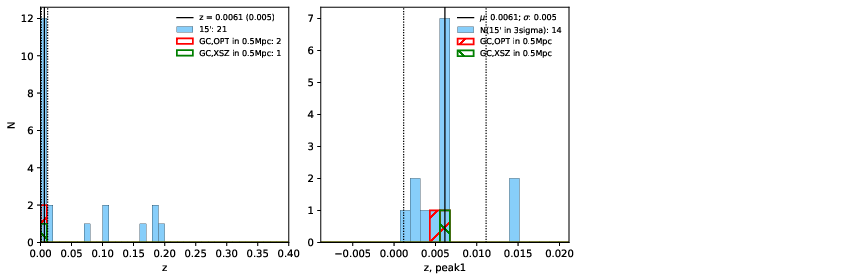 z = 0.0061 (0.005)
15': 21
GC,OPT in 0.5Mpc: 2
GC,XSZ in 0.5Mpc: 1
N
12
10
8
6
4
2
0
0.00 0.05 0.10 0.15 0.20 0.25 0.30 0.35 0.40
z
μ: 0.0061; σ: 0.005
N(15' in 3sigma): 14
GC,OPT in 0.5Mpc
GC,XSZ in 0.5Mpc
7
6
5
4
3
2
1
0
−0.005 0.000 0.005 0.010 0.015 0.020
z, peak1